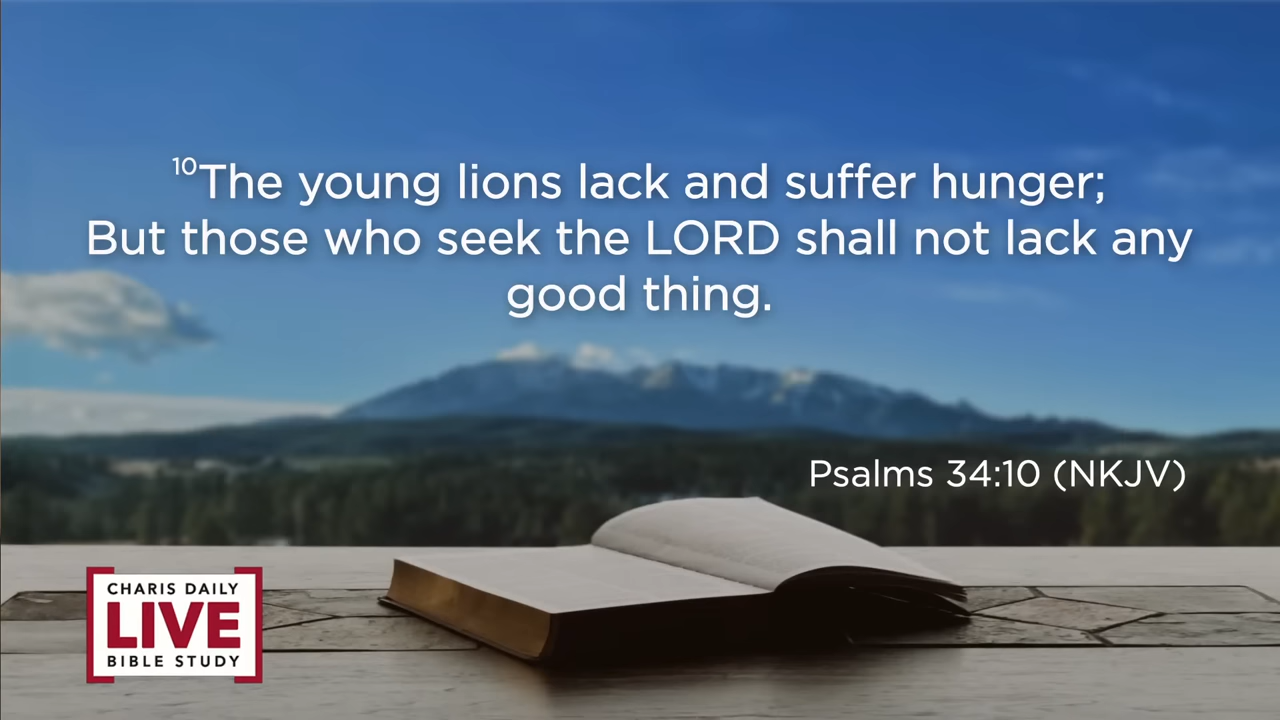 ¹⁰The young lions lack and suffer hunger;
But those who seek the LORD shall not lack any
good thing.
Psalms 34:10 (NKJV)
CHARIS DAILY
LIVE
BIBLE STUDY